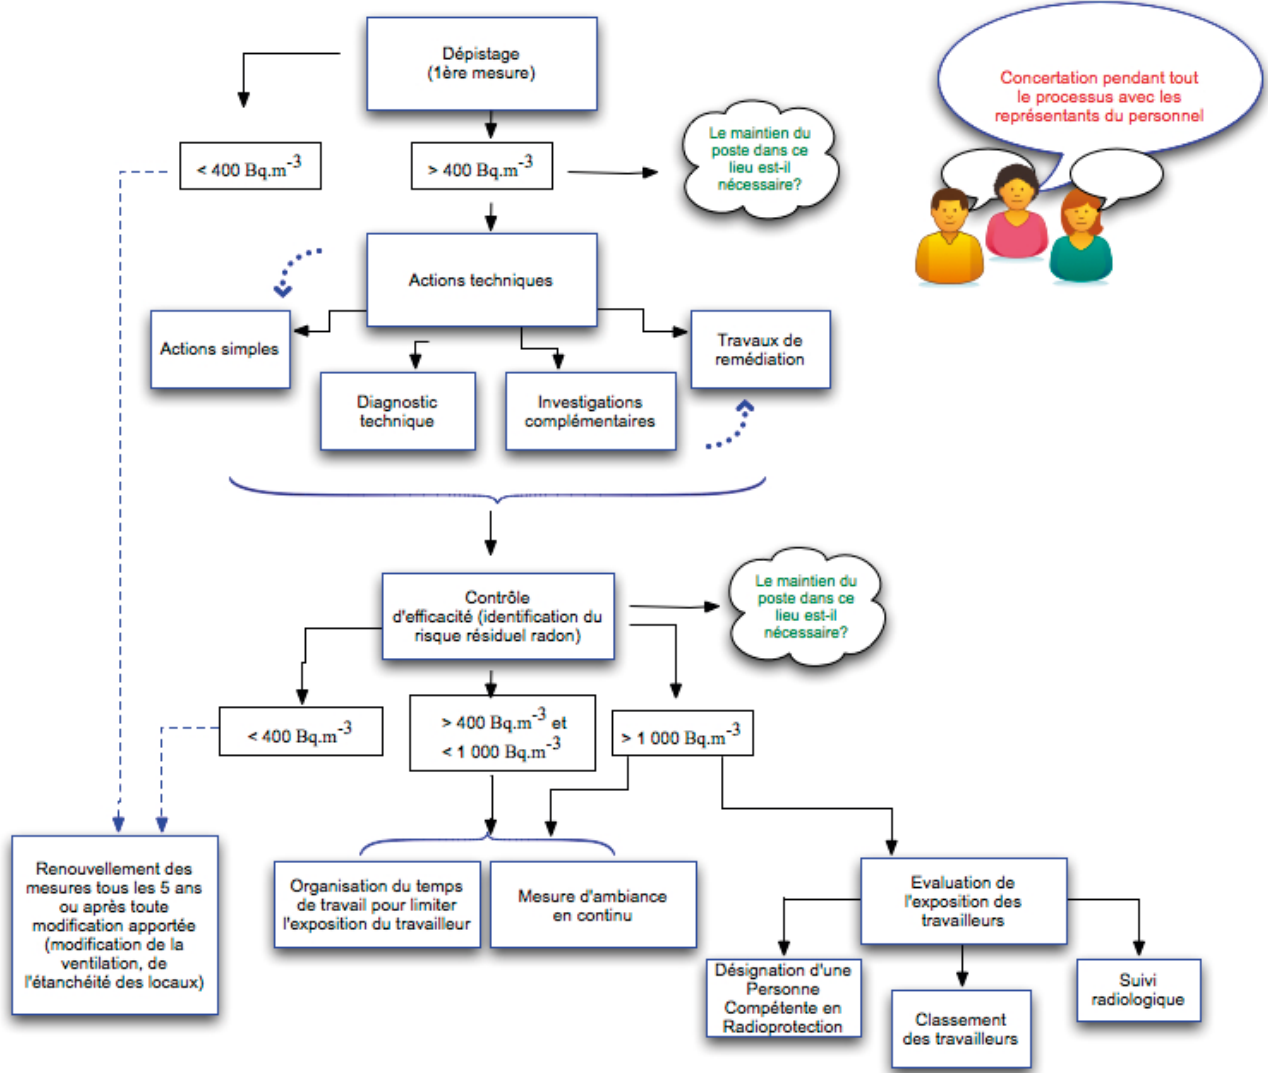 Dépistage
(1ère mesure)
Concertation pendant tout
le processus avec les
représentants du personnel
< 400 Bq.m-3
> 400 Bq.m-3
Le maintien du
poste dans ce
lieu est-il
nécessaire?
Actions techniques
Actions simples
Travaux de
remédiation
Diagnostic
technique
Investigations
complémentaires
Contrôle
d'efficacité (identification du
risque résiduel radon)
Le maintien du
poste dans ce
lieu est-il
nécessaire?
< 400 Bq.m-3
> 400 Bq.m-3 et
< 1 000 Bq.m-3
> 1 000 Bq.m-3
Renouvellement des
mesures tous les 5 ans
ou après toute
modification apportée
(modification de la
ventilation, de
l'étanchéité des locaux)
Organisation du temps
de travail pour limiter
l'exposition du travailleur
Mesure d'ambiance
en continu
Evaluation de
l'exposition des
travailleurs
Désignation d'une
Personne
Compétente en
Radioprotection
Classement
des travailleurs
Suivi
radiologique